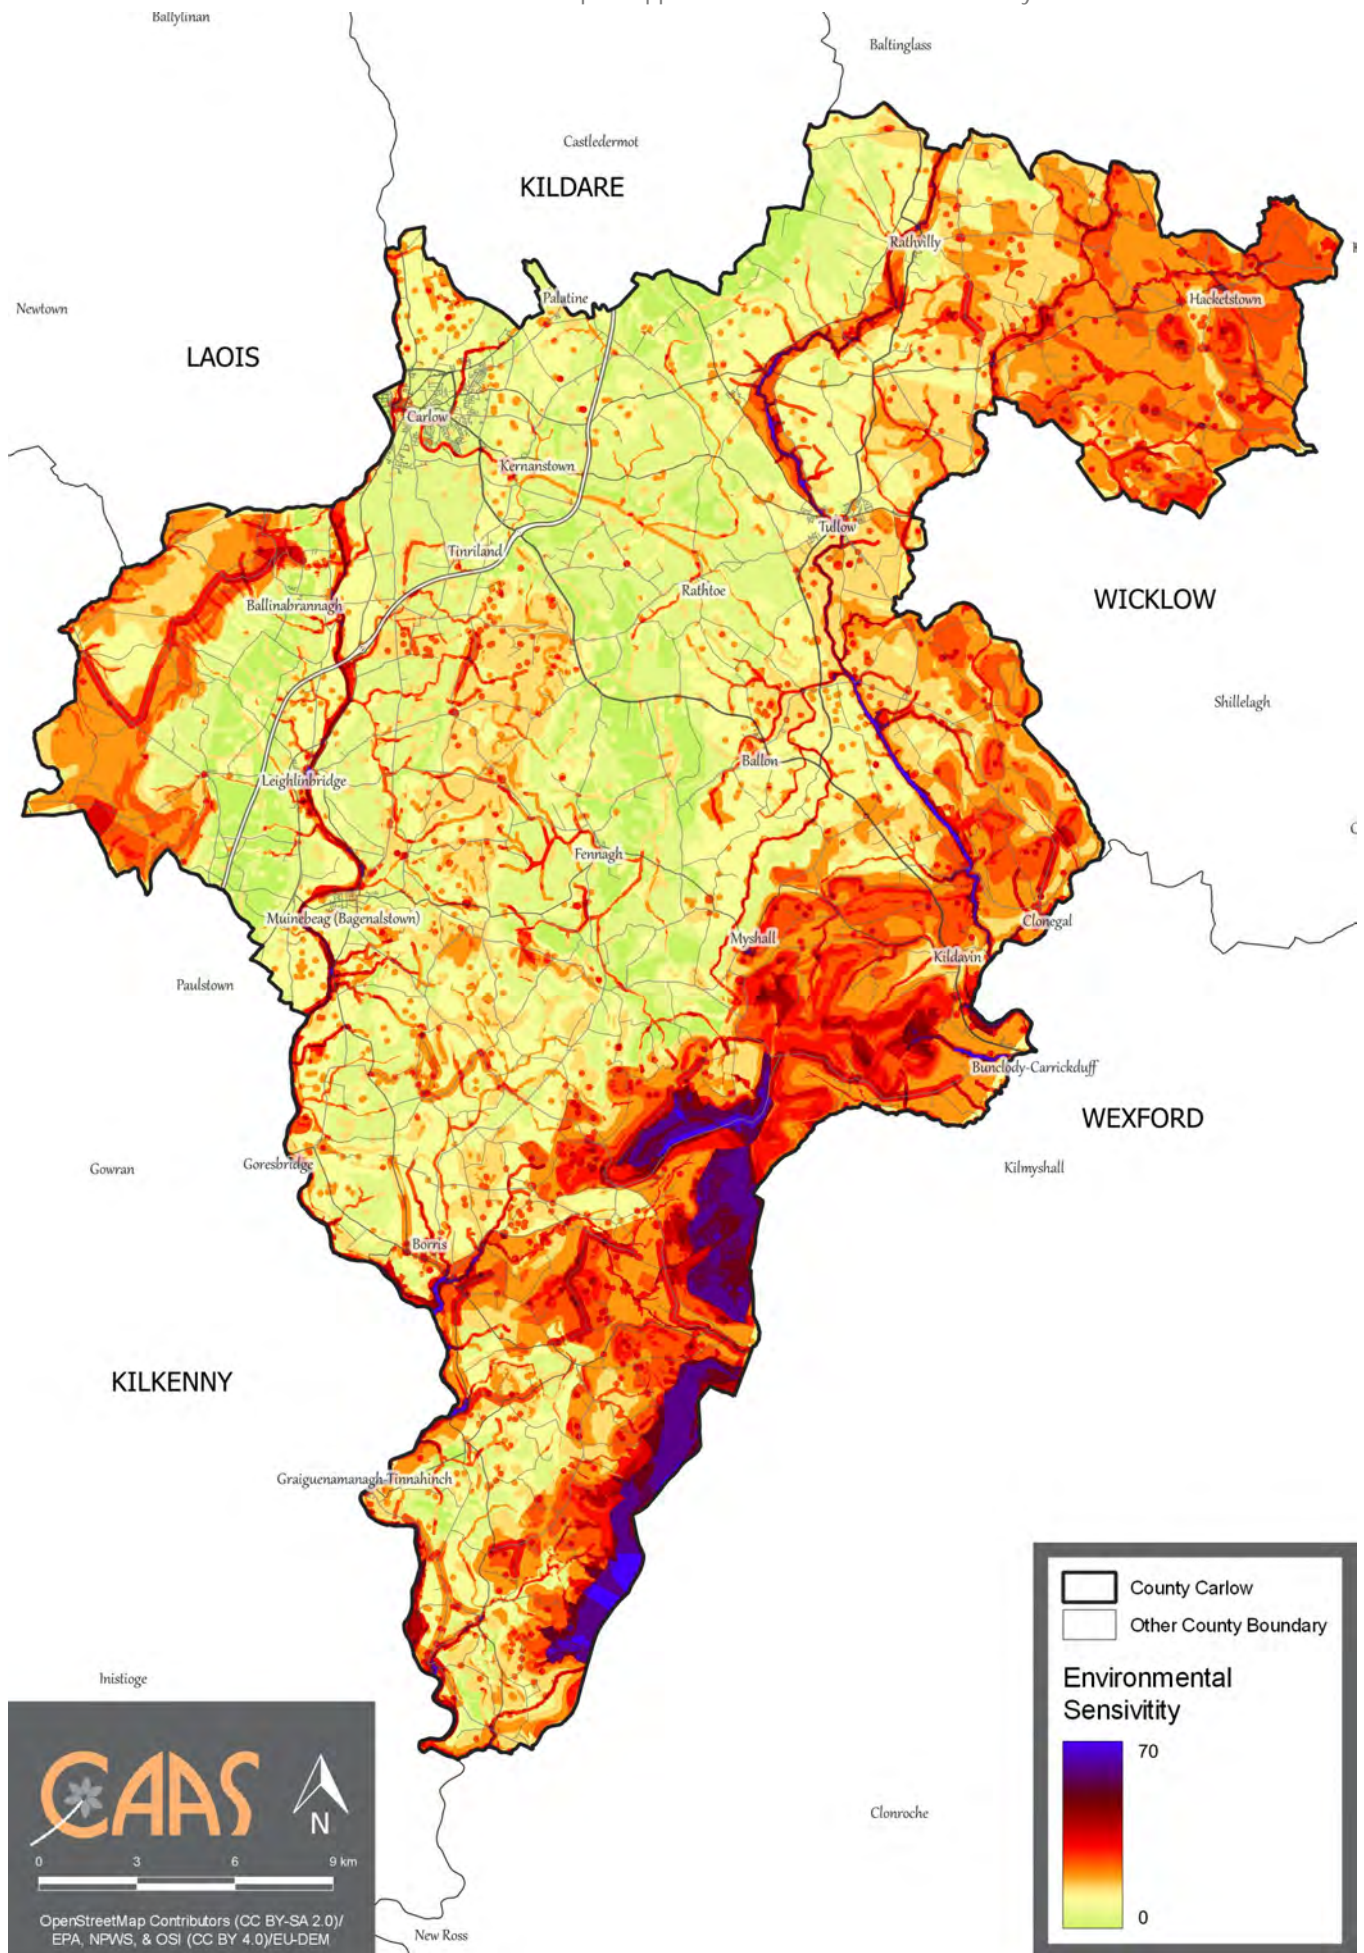 Ballylinan
Baltinglass
Castledermot
KILDARE
Rathvilly
Newtown
Palatine
Hacketstown
LAOIS
Carlow
Kernanstown
Tullow
Tinriland
Rathtoe
WICKLOW
Ballinabrannagh
Shillelagh
Ballon
Leighlinbridge
Fennagh
Muinebeag (Bagenalstown)
Clonegal
Myshall
Kildavin
Paulstown
Bunclody-Carrickduff
WEXFORD
Gowran
Goresbridge
Kilmyshall
Borris
KILKENNY
Graiguenamanagh-Tinnahinch
Inistioge
Clonroche
New Ross
County Carlow
Other County Boundary
Environmental
Sensivitity
70
0
CAAS
N
0 3 6 9 km
OpenStreetMap Contributors (CC BY-SA 2.0)/
EPA, NPWS, & OSI (CC BY 4.0)/EU-DEM